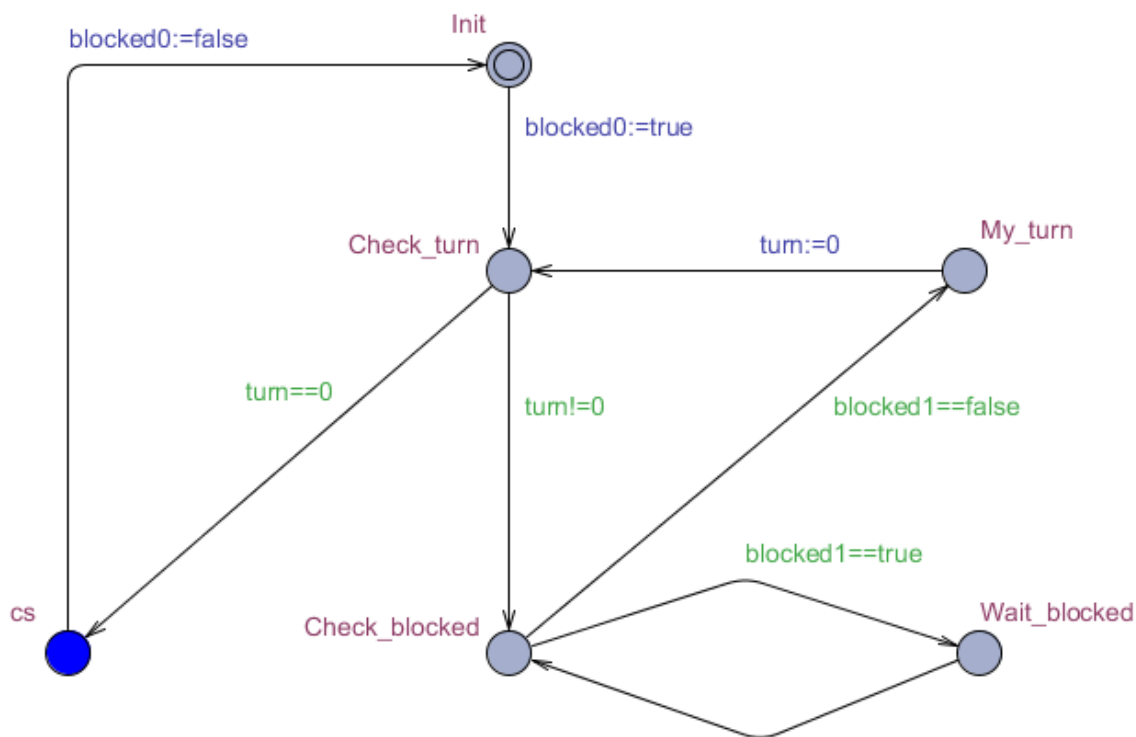 Init
blocked0:=false
blocked0:=true
Check_turn
turn:=0
My_turn
turn==0
turn!=0
blocked1==false
blocked1==true
cs
Check_blocked
Wait_blocked